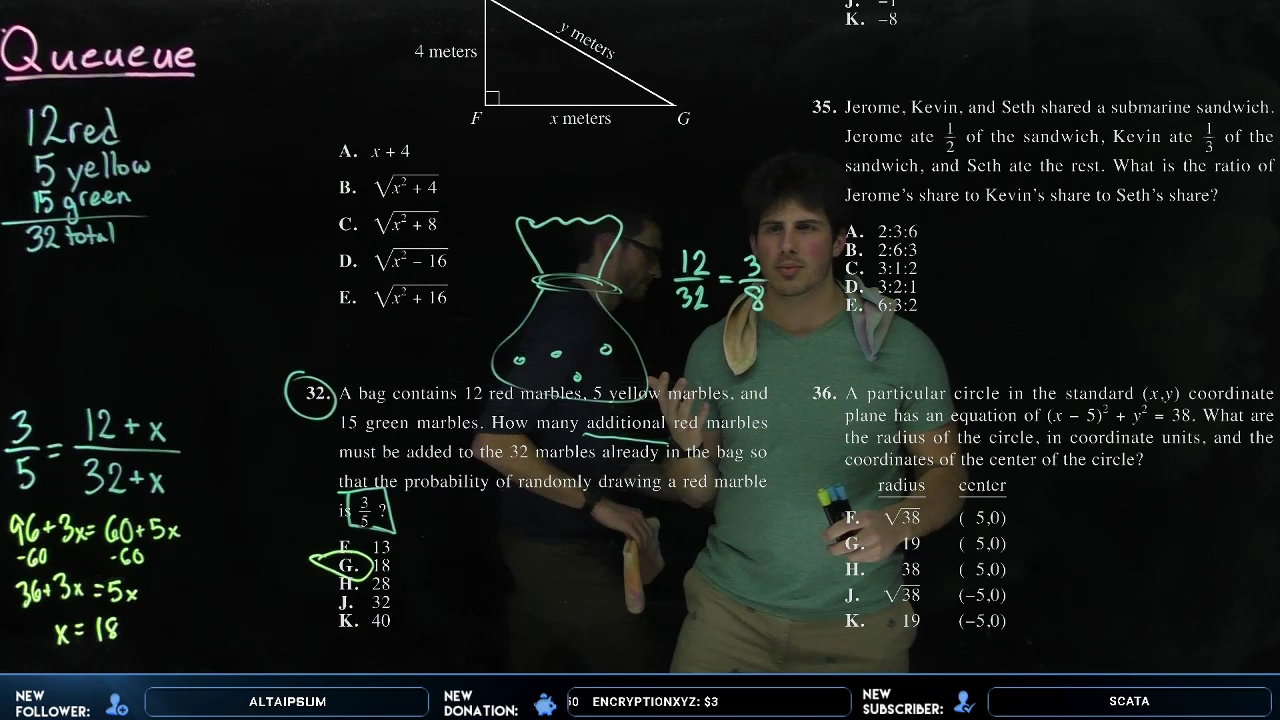 Queueue
12 red
5 yellow
15 green
32 total
3/5 = 12+x/32+x
96+3x=60+5x
-60 -60
36+3x=5x
x=18
4 meters
y meters
F
x meters
G
A. x + 4
B. √x² + 4
C. √x² + 8
D. √x² − 16
E. √x² + 16
12/32 = 3/8
32. A bag contains 12 red marbles, 5 yellow marbles, and
15 green marbles. How many additional red marbles
must be added to the 32 marbles already in the bag so
that the probability of randomly drawing a red marble
is 3/5 ?
F. 13
G. 18
H. 28
J. 32
K. 40
J. −1
K. −8
35. Jerome, Kevin, and Seth shared a submarine sandwich.
Jerome ate 1/2 of the sandwich, Kevin ate 1/3 of the
sandwich, and Seth ate the rest. What is the ratio of
Jerome's share to Kevin's share to Seth's share?
A. 2:3:6
B. 2:6:3
C. 3:1:2
D. 3:2:1
E. 6:3:2
36. A particular circle in the standard (x,y) coordinate
plane has an equation of (x − 5)² + y² = 38. What are
the radius of the circle, in coordinate units, and the
coordinates of the center of the circle?
radius center
F. √38 ( 5,0)
G. 19 ( 5,0)
H. 38 ( 5,0)
J. √38 (−5,0)
K. 19 (−5,0)
NEW FOLLOWER: ALTAIPSUM
NEW DONATION: ENCRYPTIONXYZ: $3
NEW SUBSCRIBER: SCATA